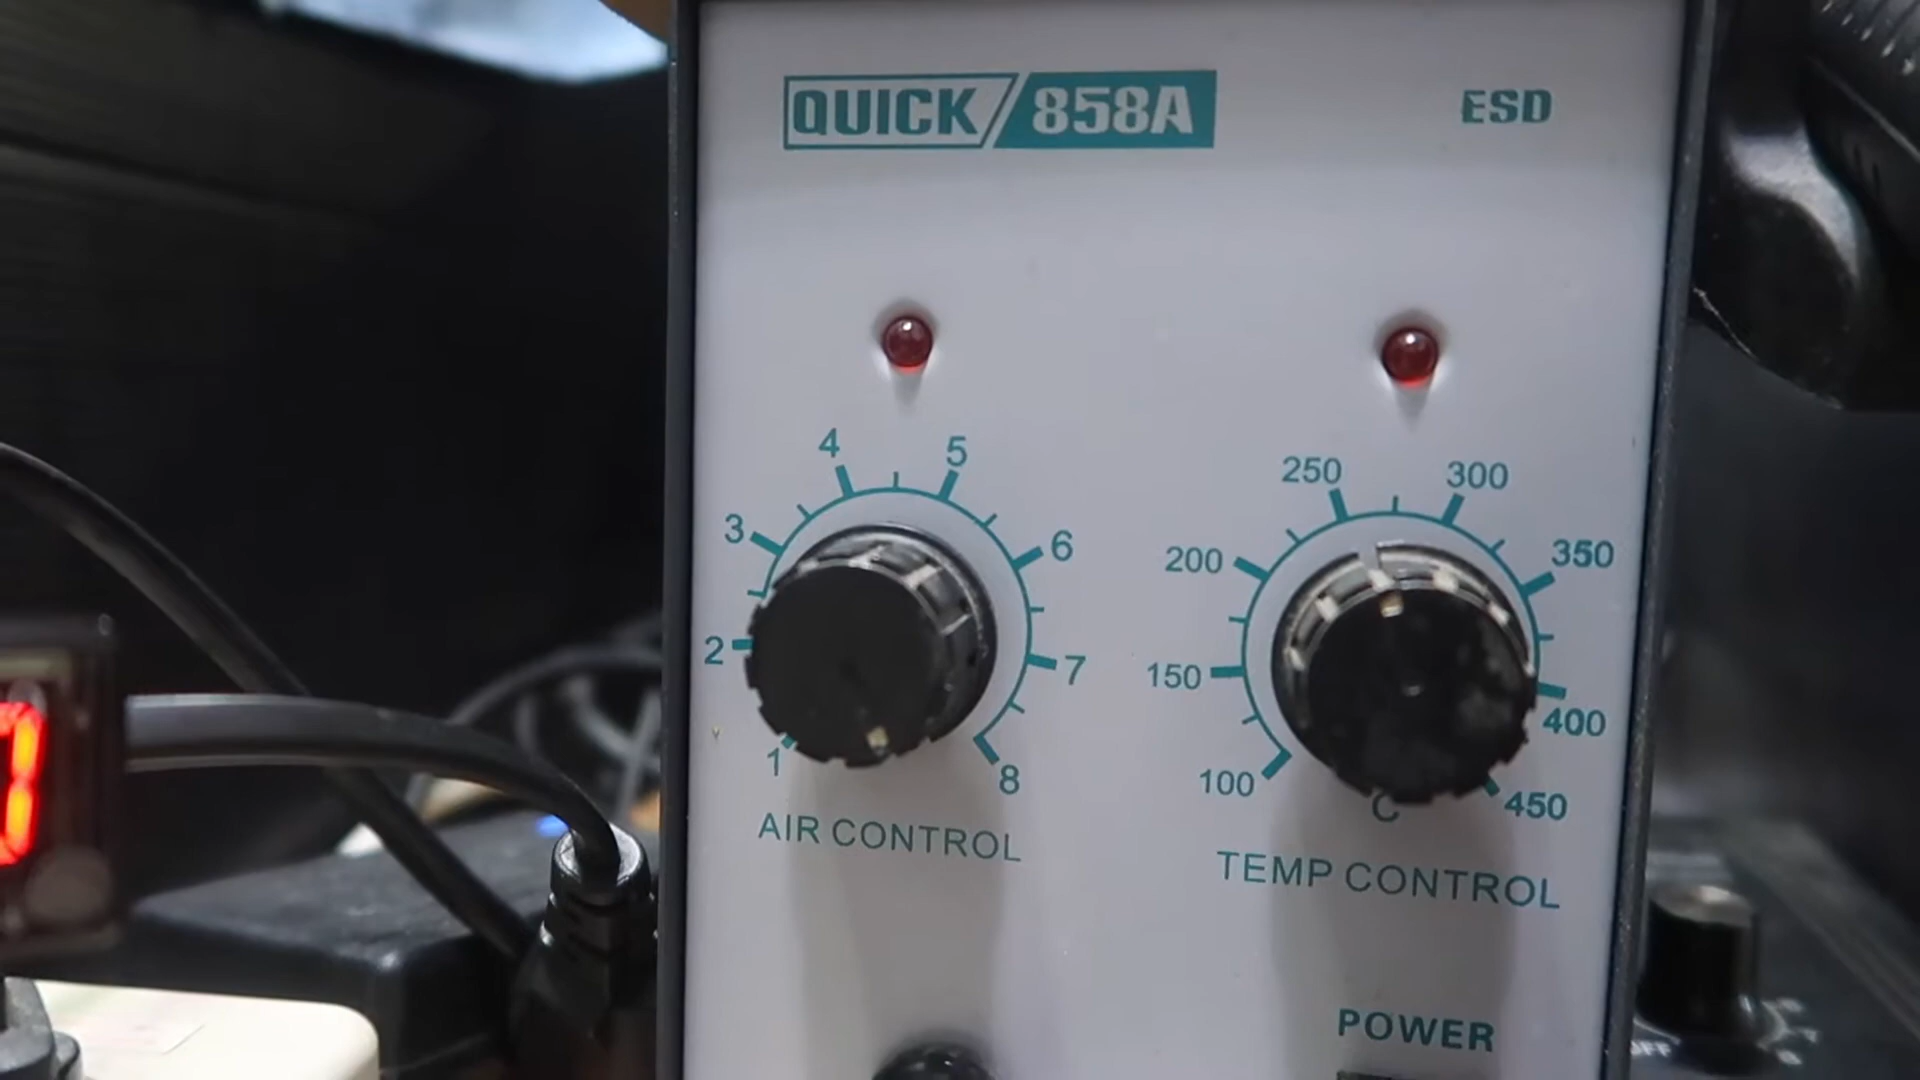 QUICK 858A
ESD
4 5
3 6
2 7
1 8
AIR CONTROL
250 300
200 350
150 400
100 450
C
TEMP CONTROL
POWER
OFF